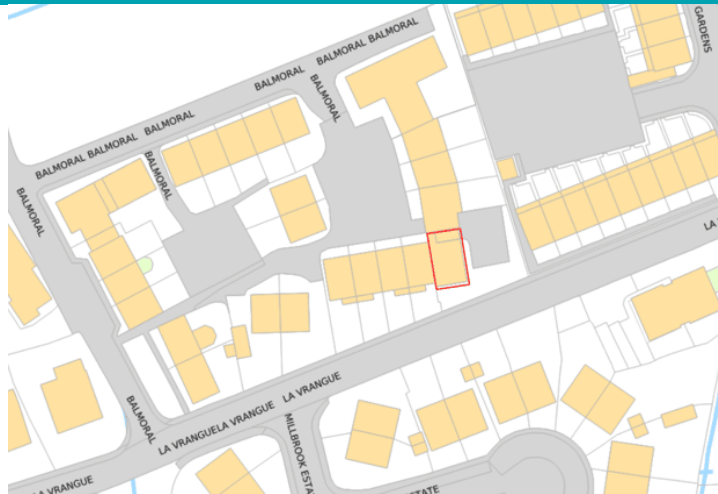 GARDENS
BALMORAL BALMORAL
BALMORAL
BALMORAL
BALMORAL
BALMORAL BALMORAL
BALMORAL
BALMORAL
LA
LA VRANGUE
BALMORAL
LA VRANGUELA VRANGUE
MILLBROOK ESTA
LA VRANGUE
ESTATE